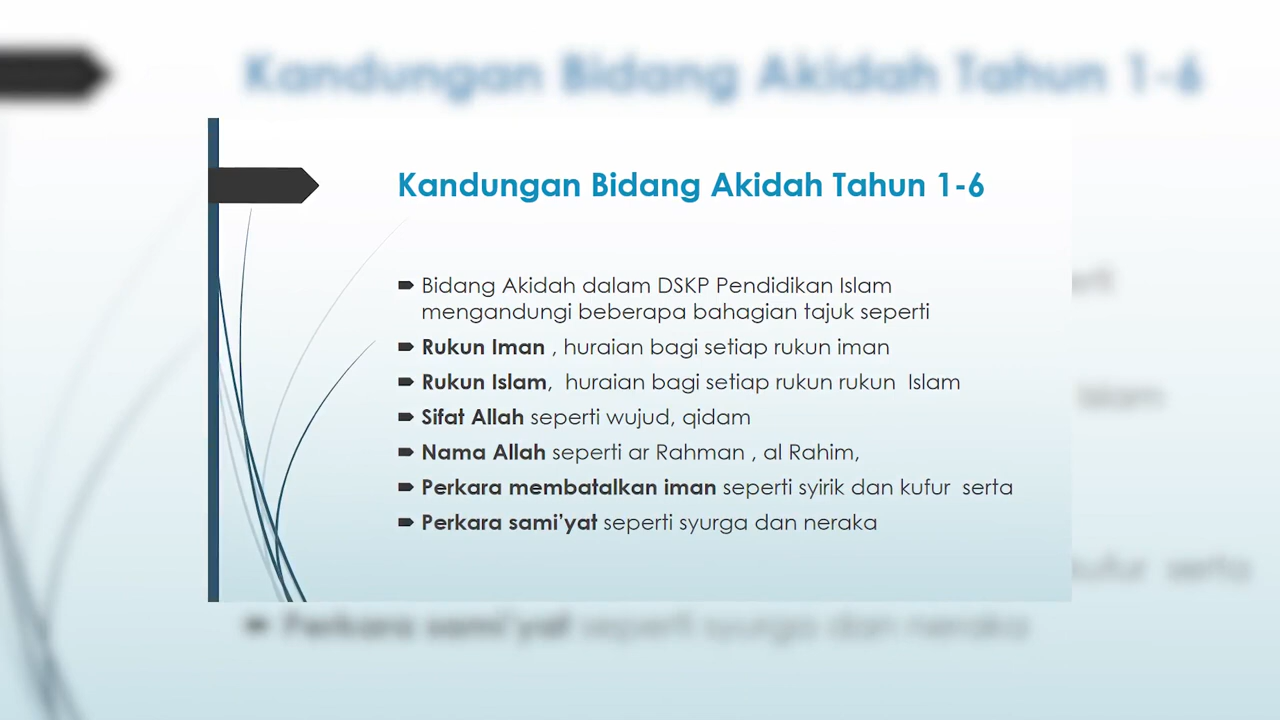 Kandungan Bidang Akidah Tahun 1-6
Bidang Akidah dalam DSKP Pendidikan Islam
mengandungi beberapa bahagian tajuk seperti
Rukun Iman , huraian bagi setiap rukun iman
Rukun Islam,  huraian bagi setiap rukun rukun  Islam
Sifat Allah seperti wujud, qidam
Nama Allah seperti ar Rahman , al Rahim,
Perkara membatalkan iman seperti syirik dan kufur  serta
Perkara sami'yat seperti syurga dan neraka